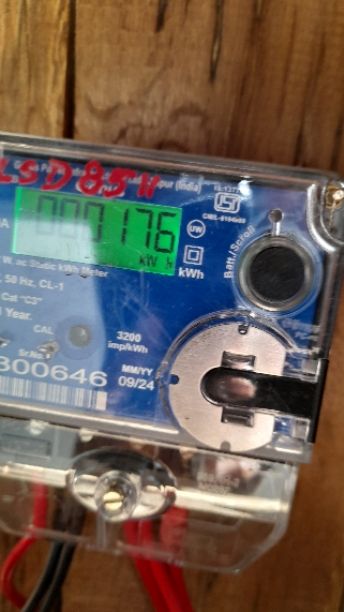 LSD 85 H
(India)
000176
kW h
UW
kWh
Batt./Scroll
W. ac Static kWh Meter
50 Hz, CL-1
Cat "C3"
Year.
CAL
3200
imp/kWh
Sr.No.
MM/YY
300646
09/24